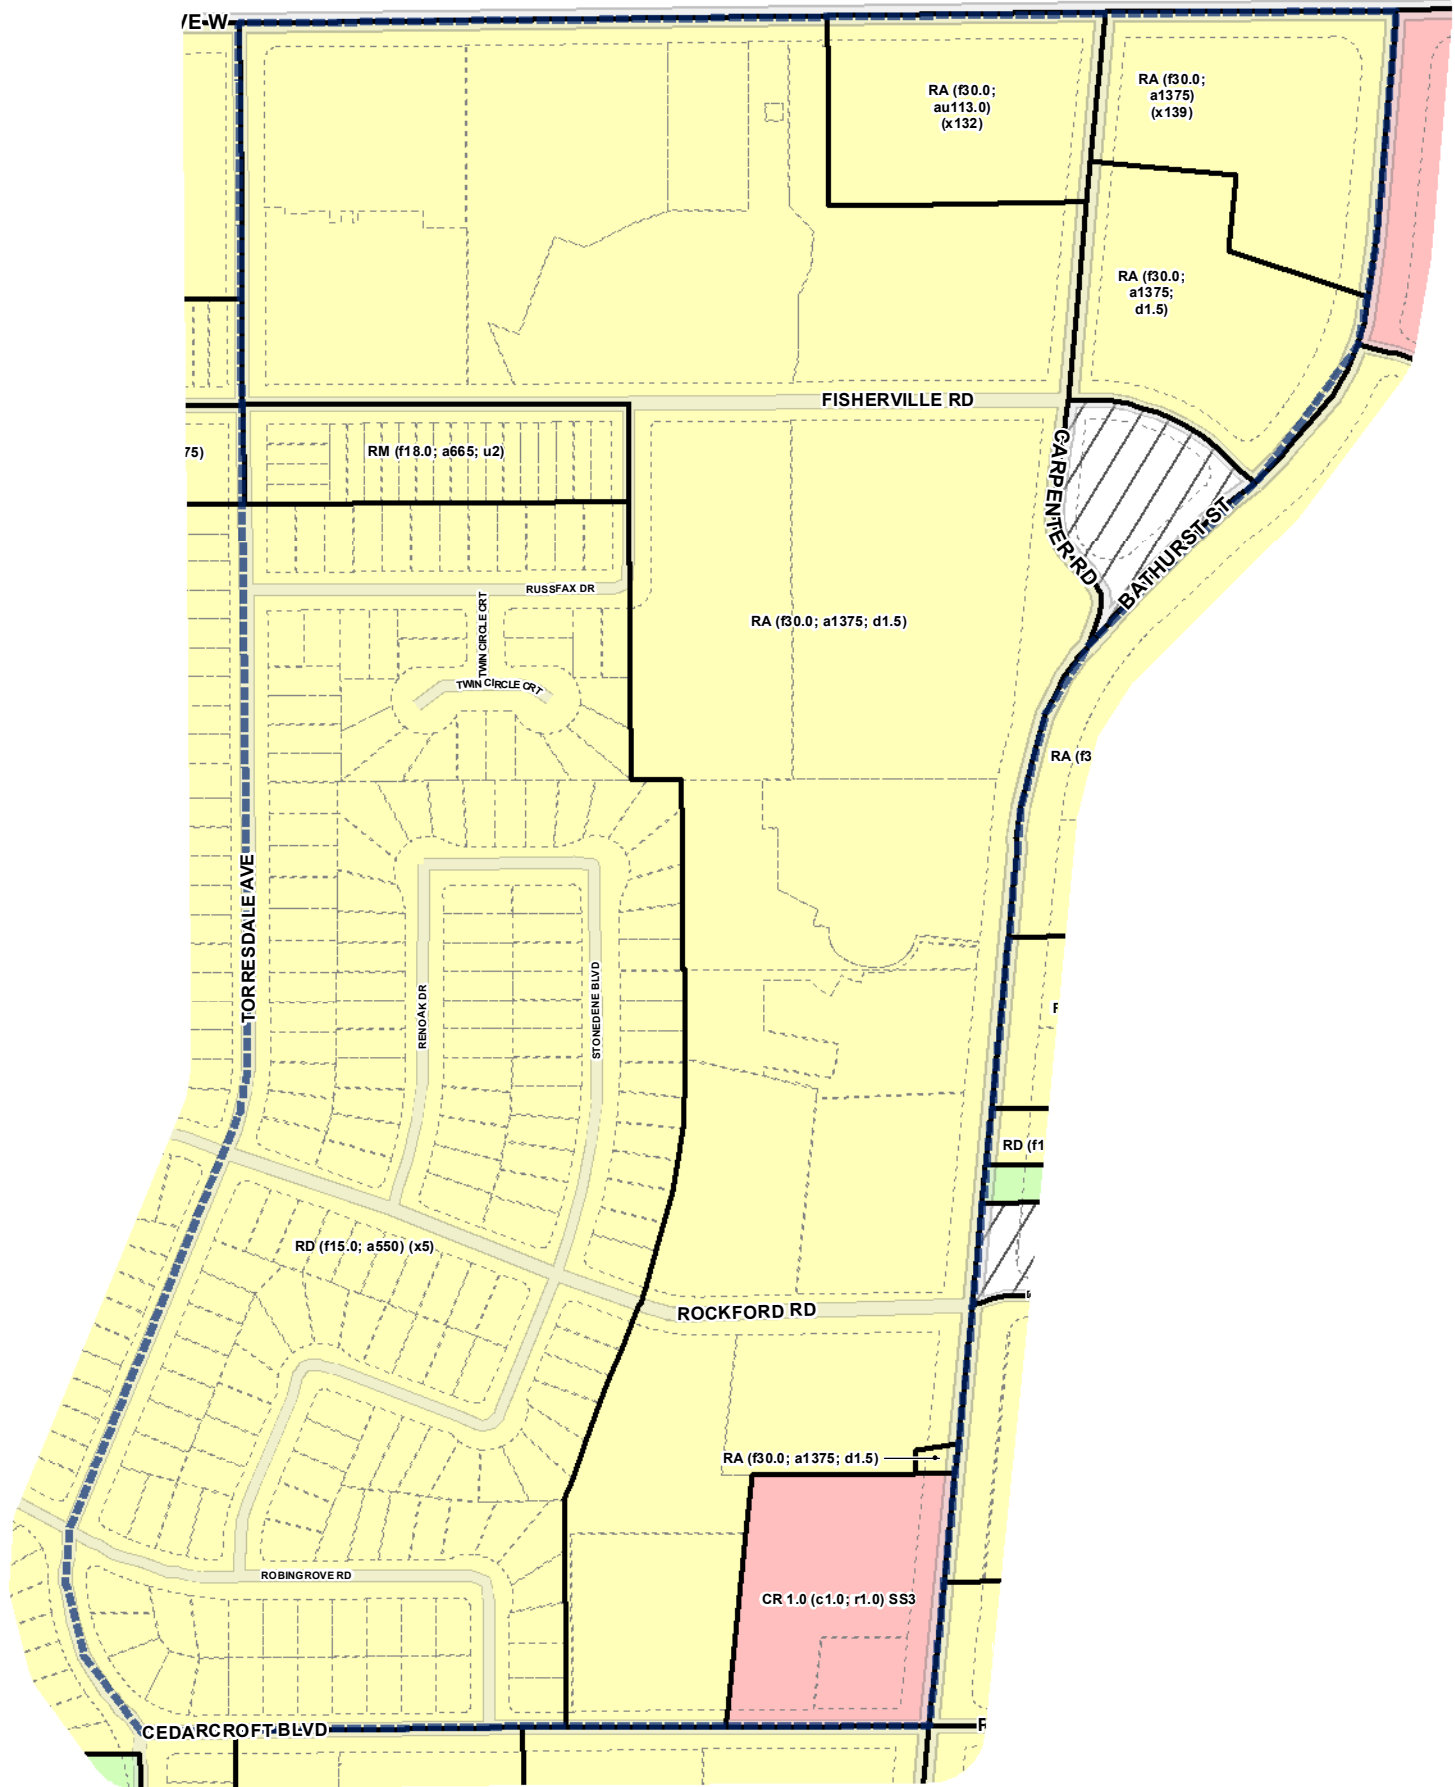 VE W
RA (f30.0;
au113.0)
(x132)
RA (f30.0;
a1375)
(x139)
RA (f30.0;
a1375;
d1.5)
FISHERVILLE RD
75)
RM (f18.0; a665; u2)
CARPENTER RD
BATHURST ST
RUSSFAX DR
TWIN CIRCLE CRT
TWIN CIRCLE CRT
RA (f30.0; a1375; d1.5)
RA (f3
TORRESDALE AVE
RENOAK DR
STONEDENE BLVD
F
RD (f1
RD (f15.0; a550) (x5)
ROCKFORD RD
RA (f30.0; a1375; d1.5)
ROBINGROVE RD
CR 1.0 (c1.0; r1.0) SS3
CEDARCROFT BLVD
F